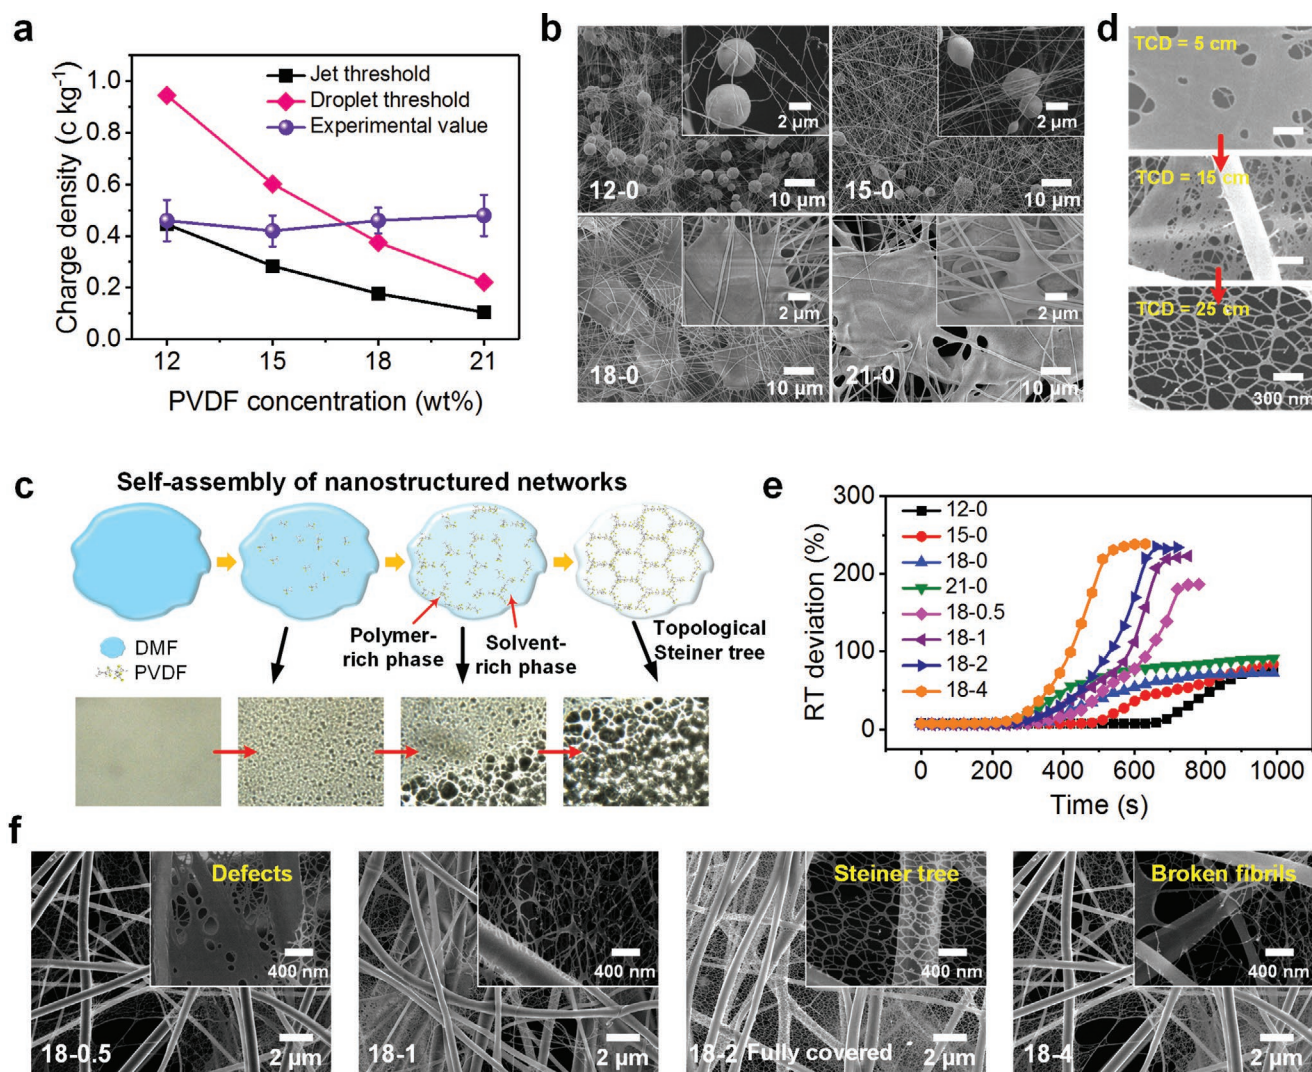 a
Charge density (c kg⁻¹)
1.0
0.8
0.6
0.4
0.2
0.0
Jet threshold
Droplet threshold
Experimental value
12
15
18
21
PVDF concentration (wt%)
b
2 µm
12-0
10 µm
2 µm
15-0
10 µm
2 µm
18-0
10 µm
2 µm
21-0
10 µm
d
TCD = 5 cm
TCD = 15 cm
TCD = 25 cm
300 nm
c
Self-assembly of nanostructured networks
DMF
PVDF
Polymer-
rich phase
Solvent-
rich phase
Topological
Steiner tree
e
RT deviation (%)
300
200
100
0
12-0
15-0
18-0
21-0
18-0.5
18-1
18-2
18-4
0
200
400
600
800
1000
Time (s)
f
Defects
400 nm
18-0.5
2 µm
400 nm
18-1
2 µm
Steiner tree
400 nm
18-2 Fully covered
2 µm
Broken fibrils
400 nm
18-4
2 µm